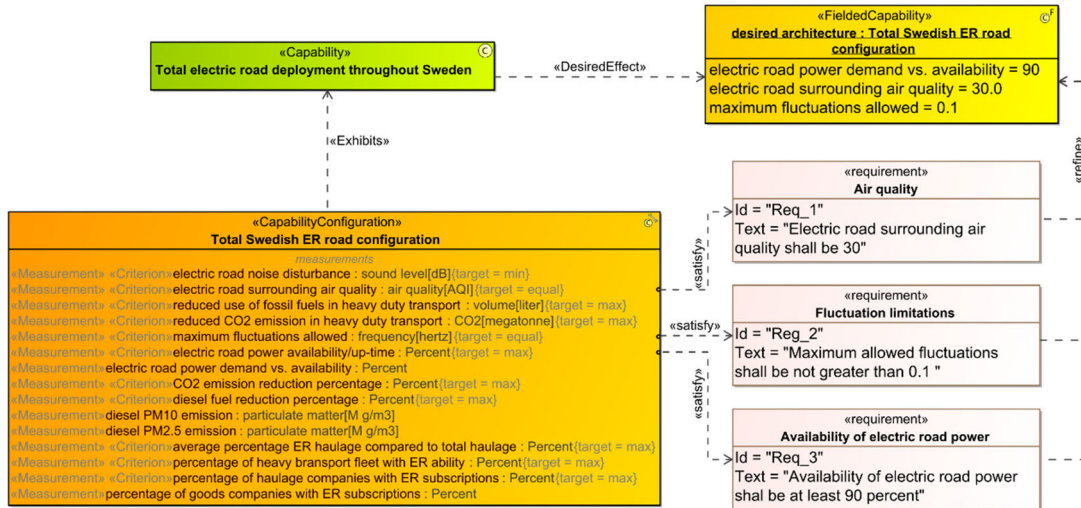 «Capability»
Total electric road deployment throughout Sweden
C
«DesiredEffect»
«FieldedCapability»
desired architecture : Total Swedish ER road
configuration
C F
electric road power demand vs. availability = 90
electric road surrounding air quality = 30.0
maximum fluctuations allowed = 0.1
«Exhibits»
«refine»
«CapabilityConfiguration»
Total Swedish ER road configuration
measurements
«Measurement» «Criterion»electric road noise disturbance : sound level[dB]{target = min}
«Measurement» «Criterion»electric road surrounding air quality : air quality[AQI]{target = equal}
«Measurement» «Criterion»reduced use of fossil fuels in heavy duty transport : volume[liter]{target = max}
«Measurement» «Criterion»reduced CO2 emission in heavy duty transport : CO2[megatonne]{target = max}
«Measurement» «Criterion»maximum fluctuations allowed : frequency[hertz]{target = equal}
«Measurement» «Criterion»electric road power availability/up-time : Percent{target = max}
«Measurement»electric road power demand vs. availability : Percent
«Measurement» «Criterion»CO2 emission reduction percentage : Percent{target = max}
«Measurement» «Criterion»diesel fuel reduction percentage : Percent{target = max}
«Measurement»diesel PM10 emission : particulate matter[M g/m3]
«Measurement»diesel PM2.5 emission : particulate matter[M g/m3]
«Measurement» «Criterion»average percentage ER haulage compared to total haulage : Percent{target = max}
«Measurement» «Criterion»percentage of heavy bransport fleet with ER ability : Percent{target = max}
«Measurement» «Criterion»percentage of haulage companies with ER subscriptions : Percent{target = max}
«Measurement»percentage of goods companies with ER subscriptions : Percent
«satisfy»
«satisfy»
«satisfy»
«requirement»
Air quality
Id = "Req_1"
Text = "Electric road surrounding air
quality shall be 30"
«requirement»
Fluctuation limitations
Id = "Reg_2"
Text = "Maximum allowed fluctuations
shall be not greater than 0.1 "
«requirement»
Availability of electric road power
Id = "Req_3"
Text = "Availability of electric road power
shal be at least 90 percent"